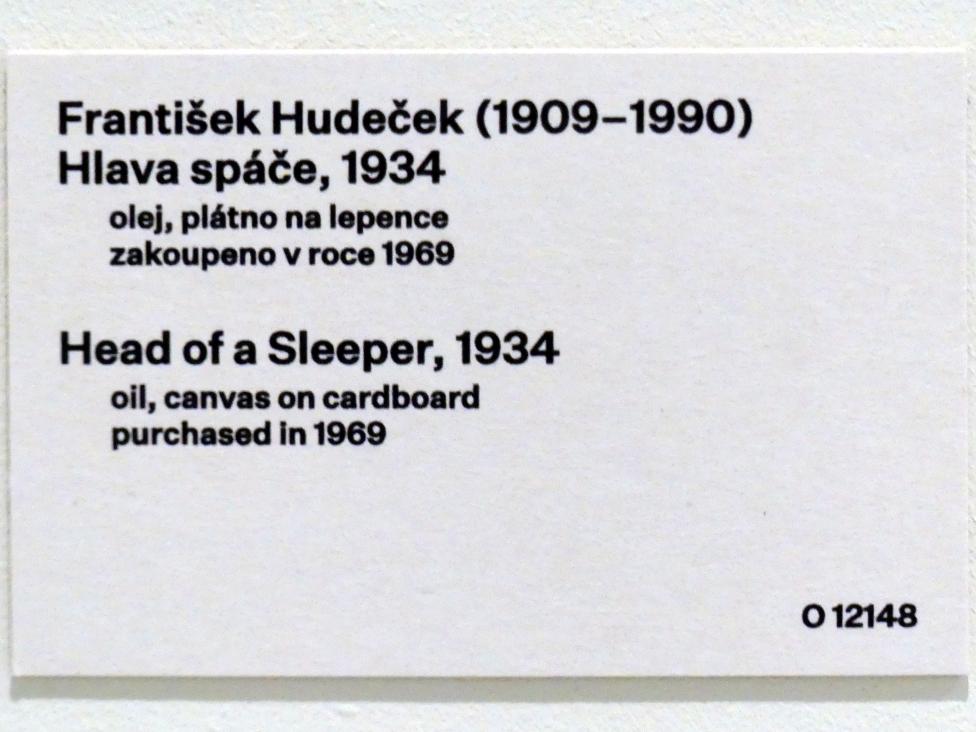 František Hudeček (1909–1990)
Hlava spáče, 1934
olej, plátno na lepence
zakoupeno v roce 1969
Head of a Sleeper, 1934
oil, canvas on cardboard
purchased in 1969
O 12148